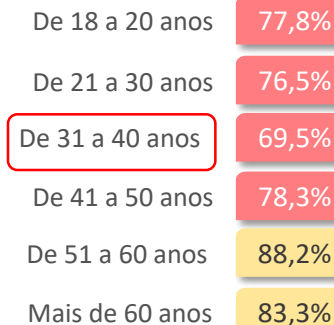 De 18 a 20 anos 77,8%
De 21 a 30 anos 76,5%
De 31 a 40 anos 69,5%
De 41 a 50 anos 78,3%
De 51 a 60 anos 88,2%
Mais de 60 anos 83,3%